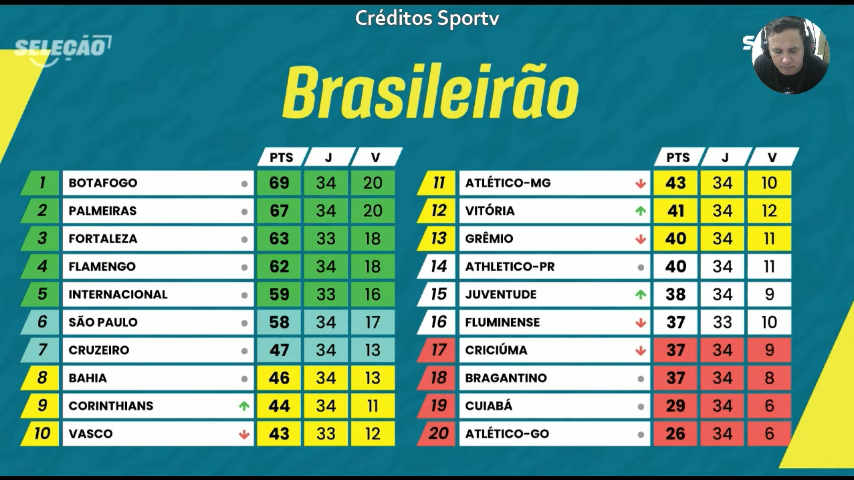 Créditos Sportv
SELEÇÃO
Brasileirão
PTS J V
1 BOTAFOGO 69 34 20
2 PALMEIRAS 67 34 20
3 FORTALEZA 63 33 18
4 FLAMENGO 62 34 18
5 INTERNACIONAL 59 33 16
6 SÃO PAULO 58 34 17
7 CRUZEIRO 47 34 13
8 BAHIA 46 34 13
9 CORINTHIANS 44 34 11
10 VASCO 43 33 12
PTS J V
11 ATLÉTICO-MG 43 34 10
12 VITÓRIA 41 34 12
13 GRÊMIO 40 34 11
14 ATHLETICO-PR 40 34 11
15 JUVENTUDE 38 34 9
16 FLUMINENSE 37 33 10
17 CRICIÚMA 37 34 9
18 BRAGANTINO 37 34 8
19 CUIABÁ 29 34 6
20 ATLÉTICO-GO 26 34 6